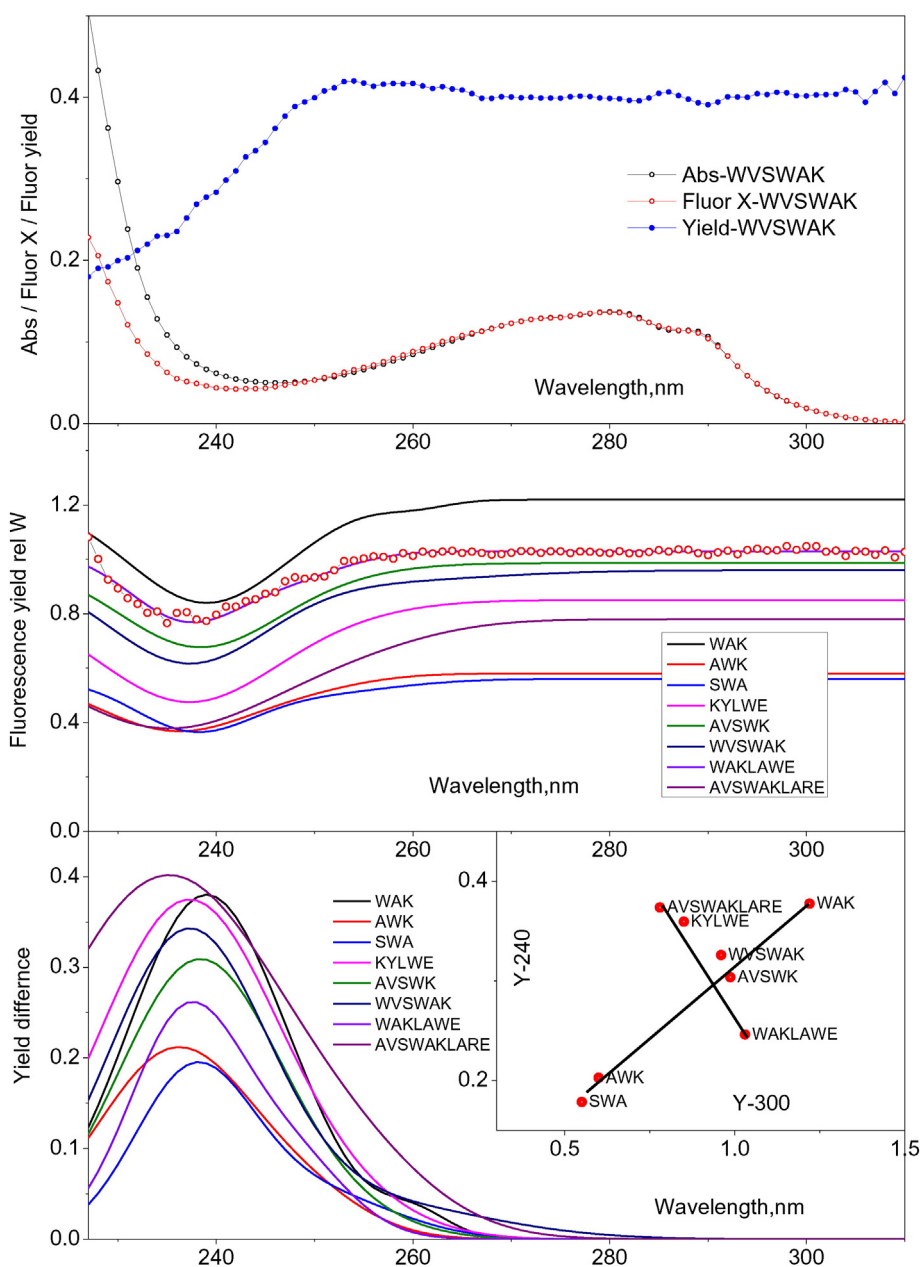 Abs / Fluor X / Fluor yield
0.4
0.2
0.0
Abs-WVSWAK
Fluor X-WVSWAK
Yield-WVSWAK
Wavelength,nm
240
260
280
300
Fluorescence yield rel W
1.2
0.8
0.4
0.0
WAK
AWK
SWA
KYLWE
AVSWK
WVSWAK
WAKLAWE
AVSWAKLARE
Wavelength,nm
240
260
280
300
Yield differnce
0.4
0.3
0.2
0.1
0.0
WAK
AWK
SWA
KYLWE
AVSWK
WVSWAK
WAKLAWE
AVSWAKLARE
Y-240
0.4
0.2
AVSWAKLARE
WAK
KYLWE
WVSWAK
AVSWK
WAKLAWE
AWK
SWA
Y-300
0.5
1.0
1.5
Wavelength,nm
240
260
280
300